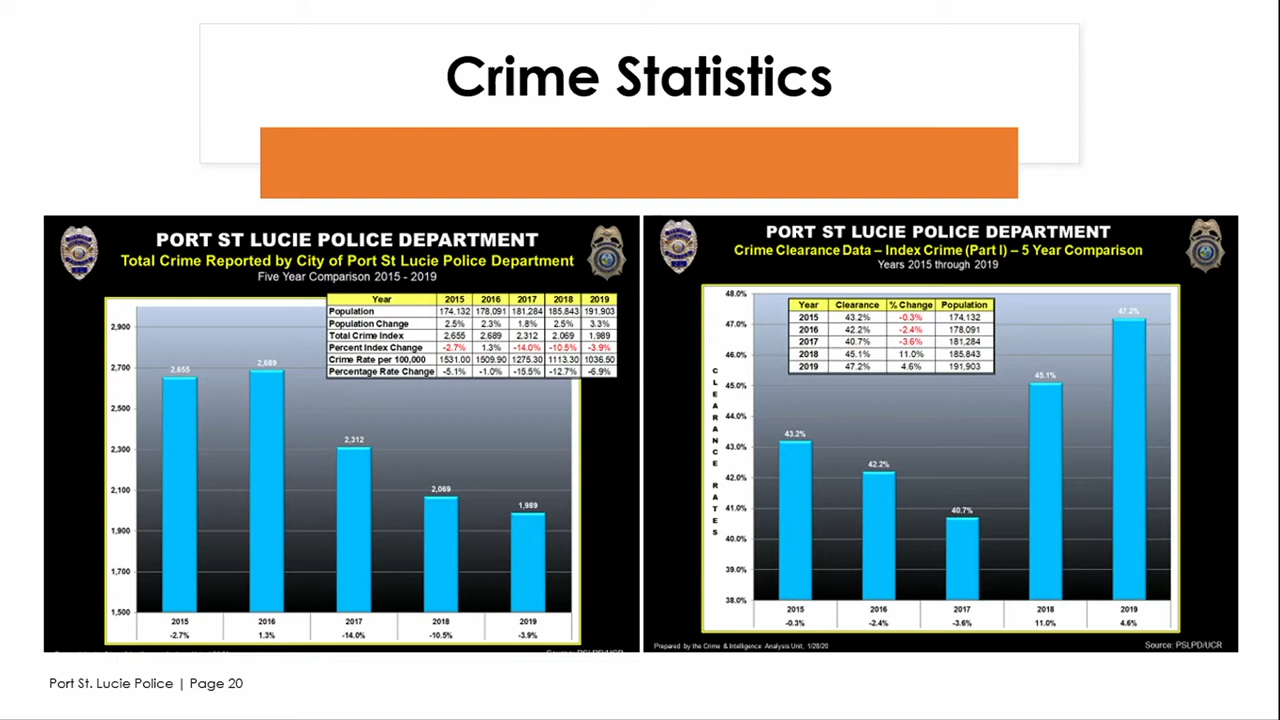 Crime Statistics
PORT ST LUCIE POLICE DEPARTMENT
Total Crime Reported by City of Port St Lucie Police Department
Five Year Comparison 2015 - 2019
Year 2015 2016 2017 2018 2019
Population 174,132 178,091 181,284 185,843 191,903
Population Change 2.5% 2.3% 1.8% 2.5% 3.3%
Total Crime Index 2,655 2,689 2,312 2,069 1,989
Percent Index Change -2.7% 1.3% -14.0% -10.5% -3.9%
Crime Rate per 100,000 1531.00 1509.90 1275.30 1113.30 1036.50
Percentage Rate Change -5.1% -1.0% -15.5% -12.7% -6.9%
2,900
2,700
2,500
2,300
2,100
1,900
1,700
1,500
2,655
2,689
2,312
2,069
1,989
2015 2016 2017 2018 2019
-2.7% 1.3% -14.0% -10.5% -3.9%
PORT ST LUCIE POLICE DEPARTMENT
Crime Clearance Data – Index Crime (Part I) – 5 Year Comparison
Years 2015 through 2019
Year Clearance % Change Population
2015 43.2% -0.3% 174,132
2016 42.2% -2.4% 178,091
2017 40.7% -3.6% 181,284
2018 45.1% 11.0% 185,843
2019 47.2% 4.6% 191,903
CLEARANCE RATES
48.0%
47.0%
46.0%
45.0%
44.0%
43.0%
42.0%
41.0%
40.0%
39.0%
38.0%
43.2%
42.2%
40.7%
45.1%
47.2%
2015 2016 2017 2018 2019
-0.3% -2.4% -3.6% 11.0% 4.6%
Prepared by the Crime & Intelligence Analysis Unit, 1/28/20
Source: PSLPD/UCR
Port St. Lucie Police | Page 20